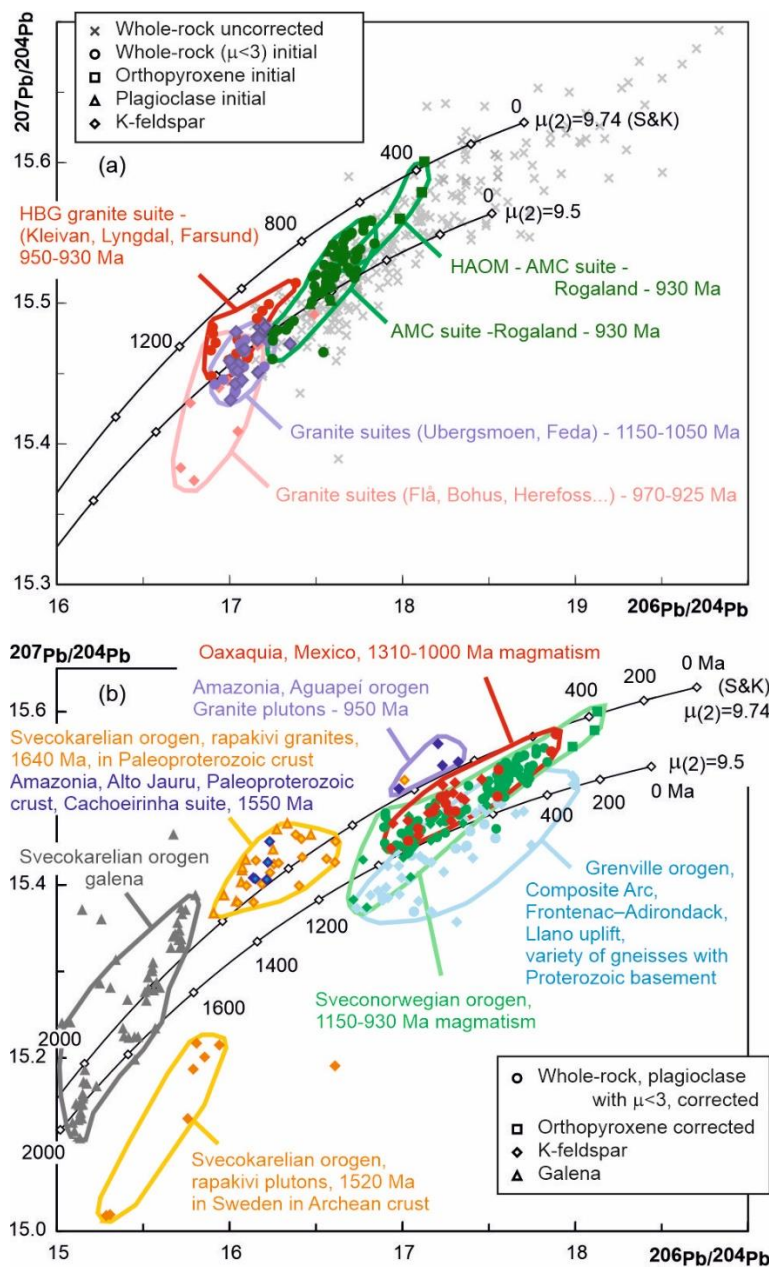 ²⁰⁷Pb/²⁰⁴Pb
Whole-rock uncorrected
Whole-rock (μ<3) initial
Orthopyroxene initial
Plagioclase initial
K-feldspar
(a)
0
μ(2)=9.74 (S&K)
400
15.6
0
μ(2)=9.5
HBG granite suite -
(Kleivan, Lyngdal, Farsund)
950-930 Ma
800
HAOM - AMC suite -
Rogaland - 930 Ma
15.5
1200
AMC suite -Rogaland - 930 Ma
15.4
Granite suites (Ubergsmoen, Feda) - 1150-1050 Ma
Granite suites (Flå, Bohus, Herefoss...) - 970-925 Ma
15.3
16
17
18
19
²⁰⁶Pb/²⁰⁴Pb
²⁰⁷Pb/²⁰⁴Pb
(b)
Oaxaquia, Mexico, 1310-1000 Ma magmatism
0 Ma
200
(S&K)
400
μ(2)=9.74
15.6
Amazonia, Aguapeí orogen
Granite plutons - 950 Ma
Svecokarelian orogen, rapakivi granites,
1640 Ma, in Paleoproterozoic crust
μ(2)=9.5
Amazonia, Alto Jauru, Paleoproterozoic
crust, Cachoeirinha suite, 1550 Ma
0 Ma
200
400
Svecokarelian orogen
galena
15.4
Grenville orogen,
Composite Arc,
Frontenac–Adirondack,
Llano uplift,
variety of gneisses with
Proterozoic basement
1200
1400
1600
Sveconorwegian orogen,
1150-930 Ma magmatism
2000
15.2
Whole-rock, plagioclase
with μ<3, corrected
Orthopyroxene corrected
K-feldspar
Galena
2000
Svecokarelian orogen,
rapakivi plutons, 1520 Ma
in Sweden in Archean crust
15.0
15
16
17
18
²⁰⁶Pb/²⁰⁴Pb